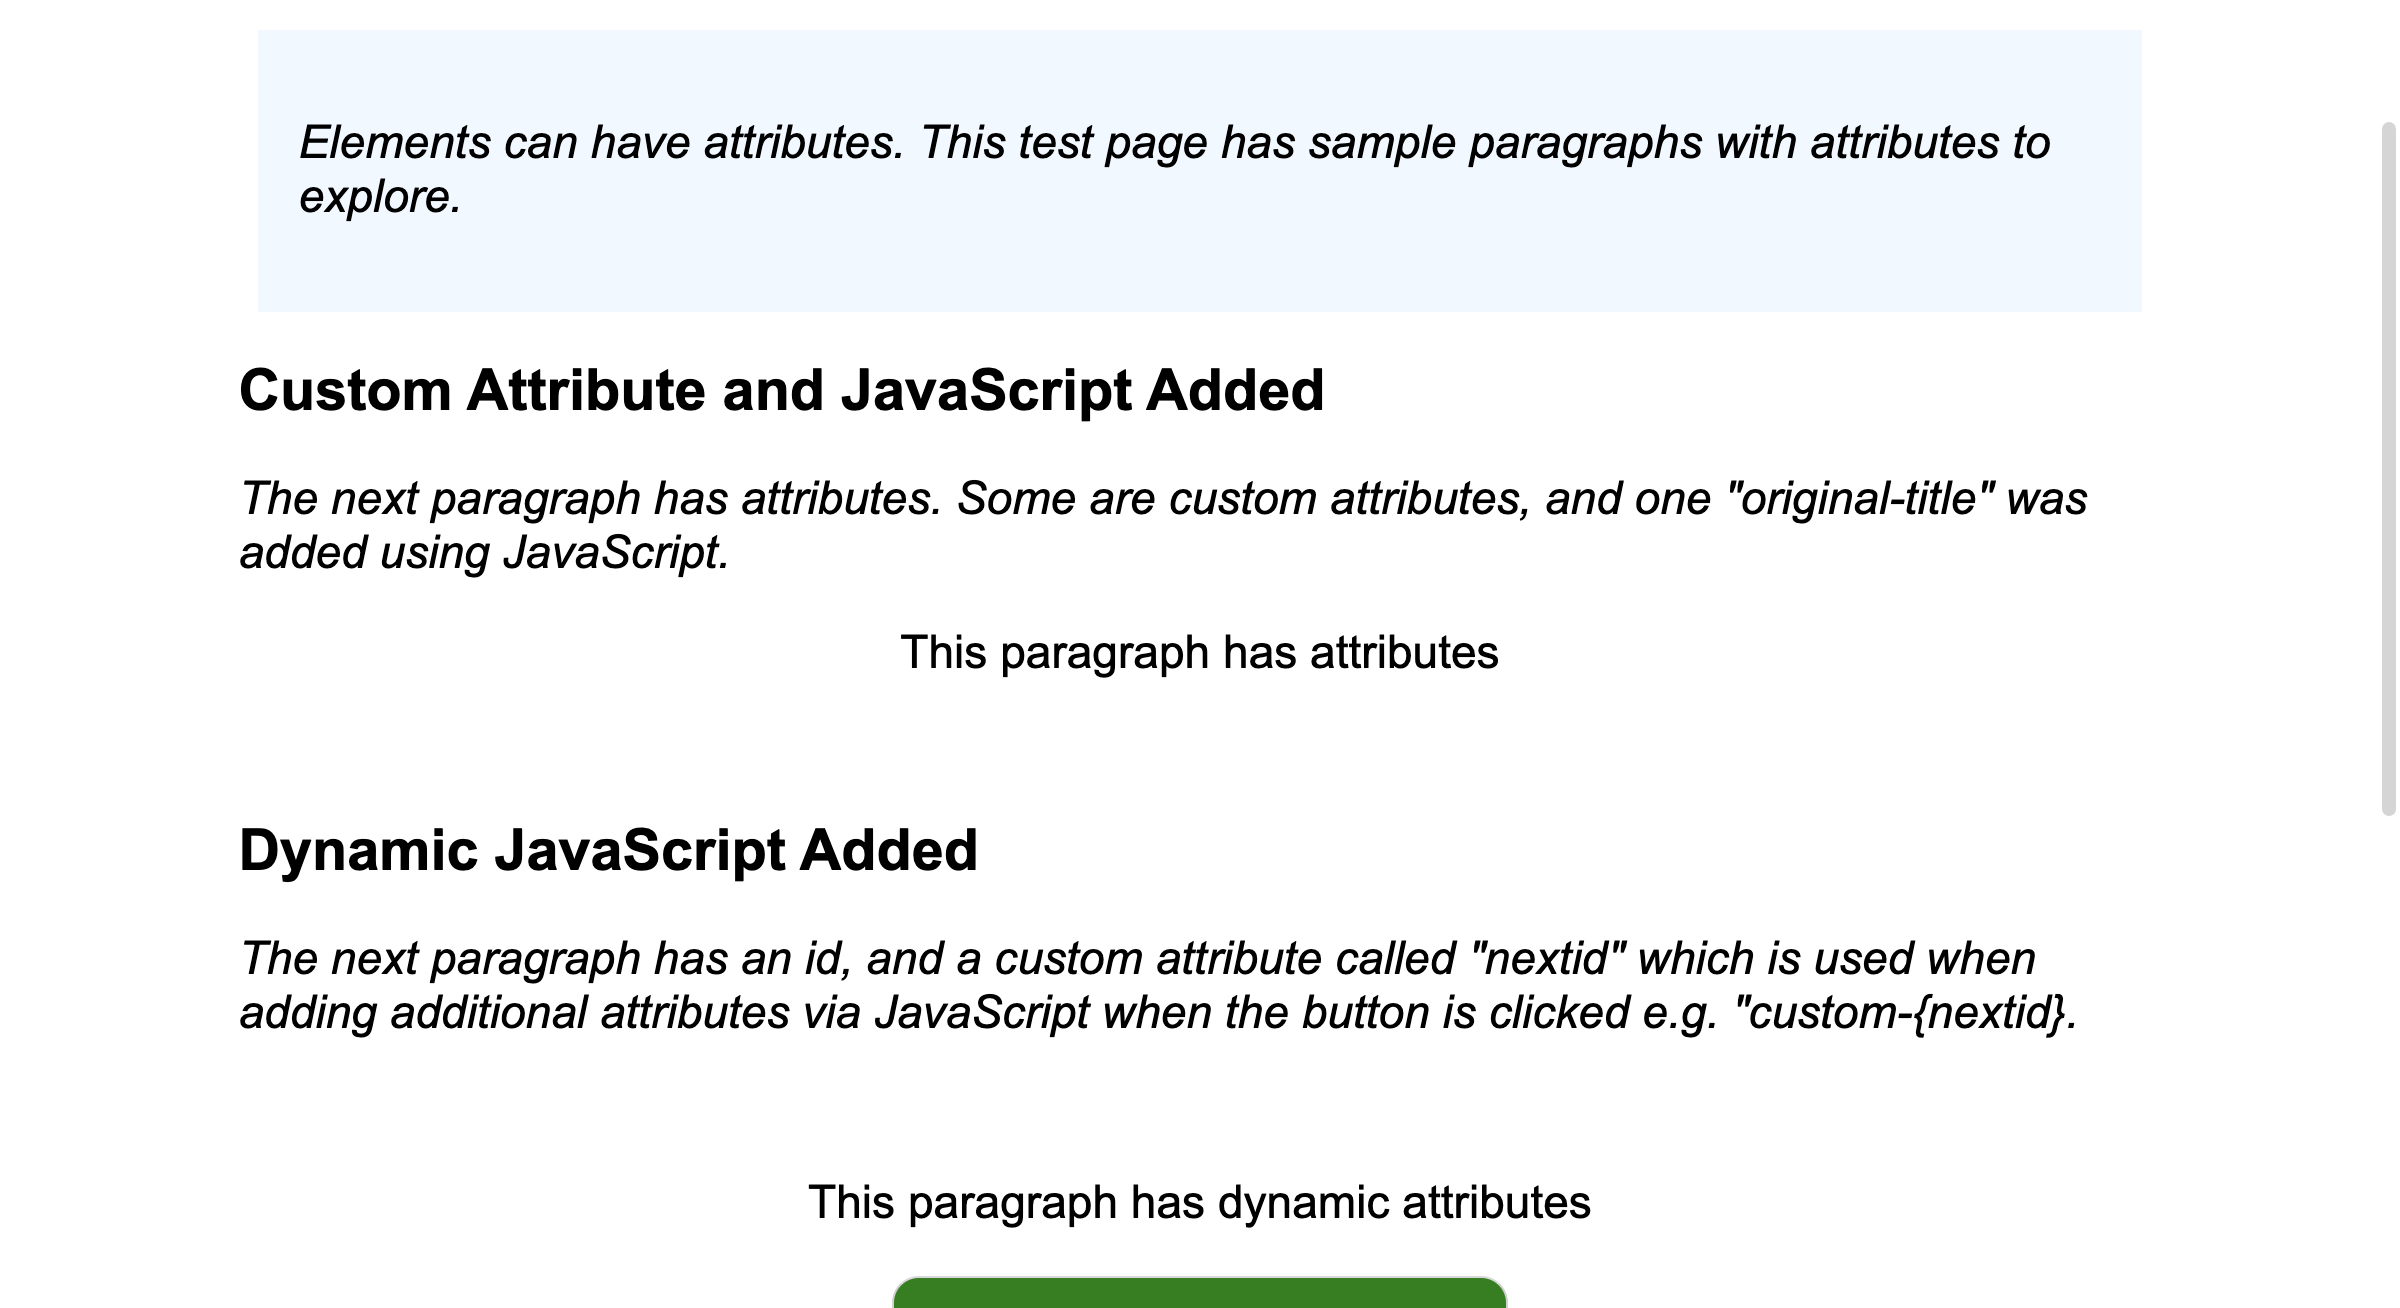 Elements can have attributes. This test page has sample paragraphs with attributes to
explore.
Custom Attribute and JavaScript Added
The next paragraph has attributes. Some are custom attributes, and one "original-title" was
added using JavaScript.
This paragraph has attributes
Dynamic JavaScript Added
The next paragraph has an id, and a custom attribute called "nextid" which is used when
adding additional attributes via JavaScript when the button is clicked e.g. "custom-{nextid}.
This paragraph has dynamic attributes